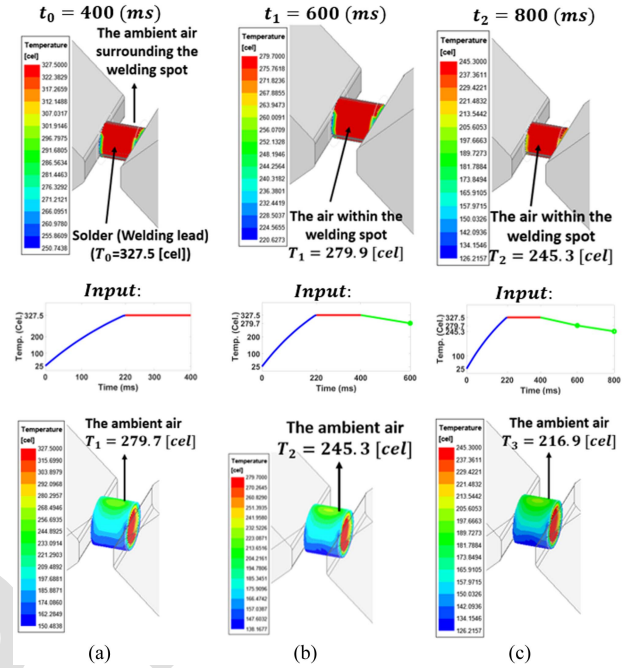 t₀ = 400 (ms)
The ambient air
surrounding the
welding spot
Temperature
[cel]
327.5000
322.3829
317.2659
312.1488
307.0317
301.9146
296.7975
291.6805
286.5634
281.4463
276.3292
271.2121
266.0951
260.9780
255.8609
250.7438
Solder (Welding lead)
(T₀=327.5 [cel])
t₁ = 600 (ms)
Temperature
[cel]
279.7000
275.7618
271.8236
267.8855
263.9473
260.0091
256.0709
252.1328
248.1946
244.2564
240.3182
236.3801
232.4419
228.5037
224.5655
220.6273
The air within the
welding spot
T₁ = 279.9 [cel]
t₂ = 800 (ms)
Temperature
[cel]
245.3000
237.3611
229.4221
221.4832
213.5442
205.6053
197.6663
189.7273
181.7884
173.8494
165.9105
157.9715
150.0326
142.0936
134.1546
126.2157
The air within the
welding spot
T₂ = 245.3 [cel]
Input:
Temp. (Cel.)
327.5
200
100
25
0 100 220 300 400
Time (ms)
Input:
Temp. (Cel.)
327.5
279.7
200
100
25
0 100 220 400 600
Time (ms)
Input:
Temp. (Cel.)
327.5
279.7
245.3
100
25
0 220 400 600 800
Time (ms)
Temperature
[cel]
327.5000
315.6990
303.8979
292.0968
280.2957
268.4946
256.6935
244.8925
233.0914
221.2903
209.4892
197.6881
185.8871
174.0860
162.2849
150.4838
The ambient air
T₁ = 279.7 [cel]
(a)
Temperature
[cel]
279.7000
270.2645
260.8290
251.3935
241.9580
232.5226
223.0871
213.6516
204.2161
194.7806
185.3451
175.9096
166.4742
157.0387
147.6032
138.1677
The ambient air
T₂ = 245.3 [cel]
(b)
Temperature
[cel]
245.3000
237.3611
229.4221
221.4832
213.5442
205.6053
197.6663
189.7273
181.7884
173.8494
165.9105
157.9715
150.0326
142.0936
134.1546
126.2157
The ambient air
T₃ = 216.9 [cel]
(c)